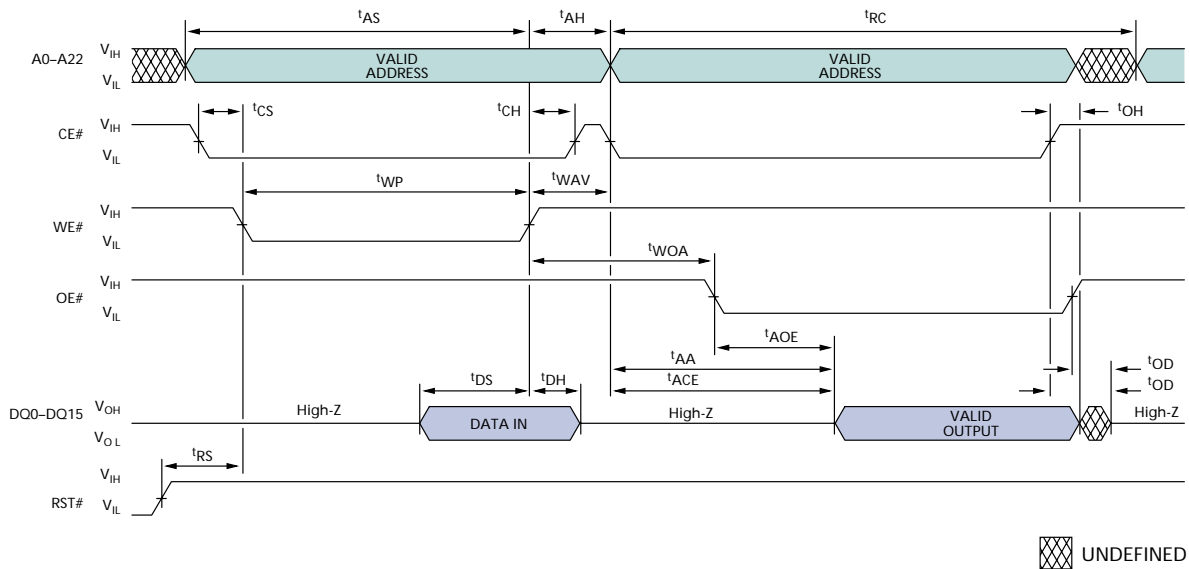 tAS
tAH
tRC
A0–A22
VIH
VIL
VALID
ADDRESS
VALID
ADDRESS
tCS
tCH
tOH
CE#
VIH
VIL
tWP
tWAV
WE#
VIH
VIL
tWOA
OE#
VIH
VIL
tAOE
tAA
tOD
tDS
tDH
tACE
tOD
DQ0–DQ15
VOH
VO L
High-Z
DATA IN
High-Z
VALID
OUTPUT
High-Z
tRS
RST#
VIH
VIL
UNDEFINED